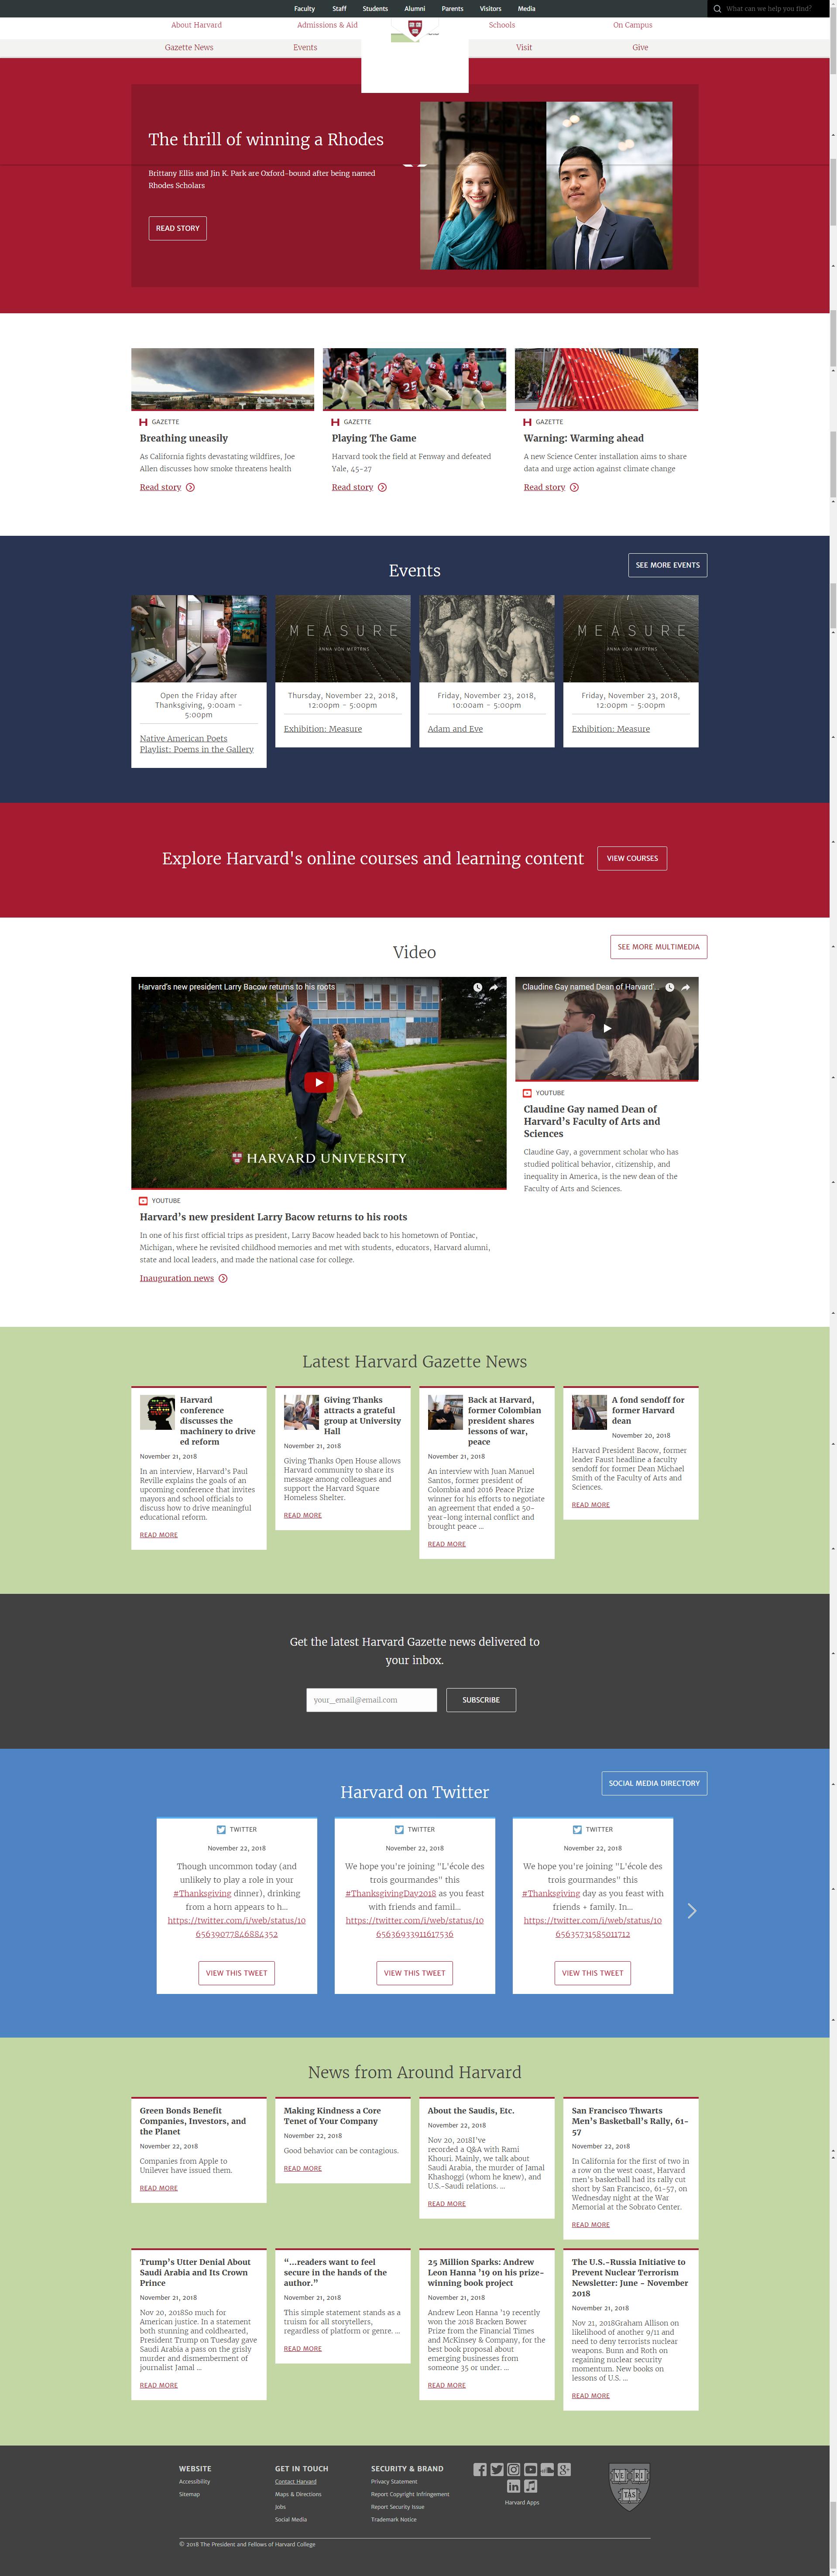 Faculty Staff Students Alumni Parents Visitors Media
What can we help you find?
About Harvard Admissions & Aid Schools On Campus
Gazette News Events Visit Give
The thrill of winning a Rhodes
Brittany Ellis and Jin K. Park are Oxford-bound after being named
Rhodes Scholars
READ STORY
GAZETTE
Breathing uneasily
As California fights devastating wildfires, Joe
Allen discusses how smoke threatens health
Read story
GAZETTE
Playing The Game
Harvard took the field at Fenway and defeated
Yale, 45-27
Read story
GAZETTE
Warning: Warming ahead
A new Science Center installation aims to share
data and urge action against climate change
Read story
Events
SEE MORE EVENTS
Open the Friday after
Thanksgiving, 9:00am –
5:00pm
Native American Poets
Playlist: Poems in the Gallery
MEASURE
ANNA VON MERTENS
Thursday, November 22, 2018,
12:00pm - 5:00pm
Exhibition: Measure
Friday, November 23, 2018,
10:00am - 5:00pm
Adam and Eve
MEASURE
ANNA VON MERTENS
Friday, November 23, 2018,
12:00pm - 5:00pm
Exhibition: Measure
Explore Harvard's online courses and learning content
VIEW COURSES
Video
SEE MORE MULTIMEDIA
Harvard's new president Larry Bacow returns to his roots
HARVARD UNIVERSITY
YOUTUBE
Harvard's new president Larry Bacow returns to his roots
In one of his first official trips as president, Larry Bacow headed back to his hometown of Pontiac,
Michigan, where he revisited childhood memories and met with students, educators, Harvard alumni,
state and local leaders, and made the national case for college.
Inauguration news
Claudine Gay named Dean of Harvard'...
YOUTUBE
Claudine Gay named Dean of
Harvard's Faculty of Arts and
Sciences
Claudine Gay, a government scholar who has
studied political behavior, citizenship, and
inequality in America, is the new dean of the
Faculty of Arts and Sciences.
Latest Harvard Gazette News
Harvard
conference
discusses the
machinery to drive
ed reform
November 21, 2018
In an interview, Harvard's Paul
Reville explains the goals of an
upcoming conference that invites
mayors and school officials to
discuss how to drive meaningful
educational reform.
READ MORE
Giving Thanks
attracts a grateful
group at University
Hall
November 21, 2018
Giving Thanks Open House allows
Harvard community to share its
message among colleagues and
support the Harvard Square
Homeless Shelter.
READ MORE
Back at Harvard,
former Colombian
president shares
lessons of war,
peace
November 21, 2018
An interview with Juan Manuel
Santos, former president of
Colombia and 2016 Peace Prize
winner for his efforts to negotiate
an agreement that ended a 50-
year-long internal conflict and
brought peace ...
READ MORE
A fond sendoff for
former Harvard
dean
November 20, 2018
Harvard President Bacow, former
leader Faust headline a faculty
sendoff for former Dean Michael
Smith of the Faculty of Arts and
Sciences.
READ MORE
Get the latest Harvard Gazette news delivered to
your inbox.
your_email@email.com
SUBSCRIBE
Harvard on Twitter
SOCIAL MEDIA DIRECTORY
TWITTER
November 22, 2018
Though uncommon today (and
unlikely to play a role in your
#Thanksgiving dinner), drinking
from a horn appears to h...
https://twitter.com/i/web/status/10
65639077846884352
VIEW THIS TWEET
TWITTER
November 22, 2018
We hope you're joining "L'école des
trois gourmandes" this
#ThanksgivingDay2018 as you feast
with friends and famil...
https://twitter.com/i/web/status/10
65636933911617536
VIEW THIS TWEET
TWITTER
November 22, 2018
We hope you're joining "L'école des
trois gourmandes" this
#Thanksgiving day as you feast with
friends + family. In...
https://twitter.com/i/web/status/10
65635731585011712
VIEW THIS TWEET
News from Around Harvard
Green Bonds Benefit
Companies, Investors, and
the Planet
November 22, 2018
Companies from Apple to
Unilever have issued them.
READ MORE
Making Kindness a Core
Tenet of Your Company
November 22, 2018
Good behavior can be contagious.
READ MORE
About the Saudis, Etc.
November 22, 2018
Nov 20, 2018I've
recorded a Q&A with Rami
Khouri. Mainly, we talk about
Saudi Arabia, the murder of Jamal
Khashoggi (whom he knew), and
U.S.-Saudi relations. ...
READ MORE
San Francisco Thwarts
Men's Basketball's Rally, 61-
57
November 22, 2018
In California for the first of two in
a row on the west coast, Harvard
men's basketball had its rally cut
short by San Francisco, 61-57, on
Wednesday night at the War
Memorial at the Sobrato Center.
READ MORE
Trump's Utter Denial About
Saudi Arabia and Its Crown
Prince
November 21, 2018
Nov 20, 2018So much for
American History. In a statement
both stunning and coldhearted,
President Trump on Tuesday gave
Saudi Arabia a pass on the grisly
murder and dismemberment of
journalist Jamal ...
READ MORE
“...readers want to feel
secure in the hands of the
author.”
November 21, 2018
This simple statement stands as a
truism for all storytellers,
regardless of platform or genre. ...
READ MORE
25 Million Sparks: Andrew
Leon Hanna '19 on his prize-
winning book project
November 21, 2018
Andrew Leon Hanna '19 recently
won the 2018 Bracken Bower
Prize from the Financial Times
and McKinsey & Company, for the
best book proposal about
emerging businesses from
someone 35 or under. ...
READ MORE
The U.S.-Russia Initiative to
Prevent Nuclear Terrorism
Newsletter: June - November
2018
November 21, 2018
Nov 21, 2018Graham Allison on
likelihood of another 9/11 and
need to deny terrorists nuclear
weapons. Bunn and Roth on
regaining nuclear security
momentum. New books on
lessons of U.S. ...
READ MORE
WEBSITE
Accessibility
Sitemap
GET IN TOUCH
Contact Harvard
Maps & Directions
Jobs
Social Media
SECURITY & BRAND
Privacy Statement
Report Copyright Infringement
Report Security Issue
Trademark Notice
Harvard Apps
VE RI
TAS
© 2018 The President and Fellows of Harvard College